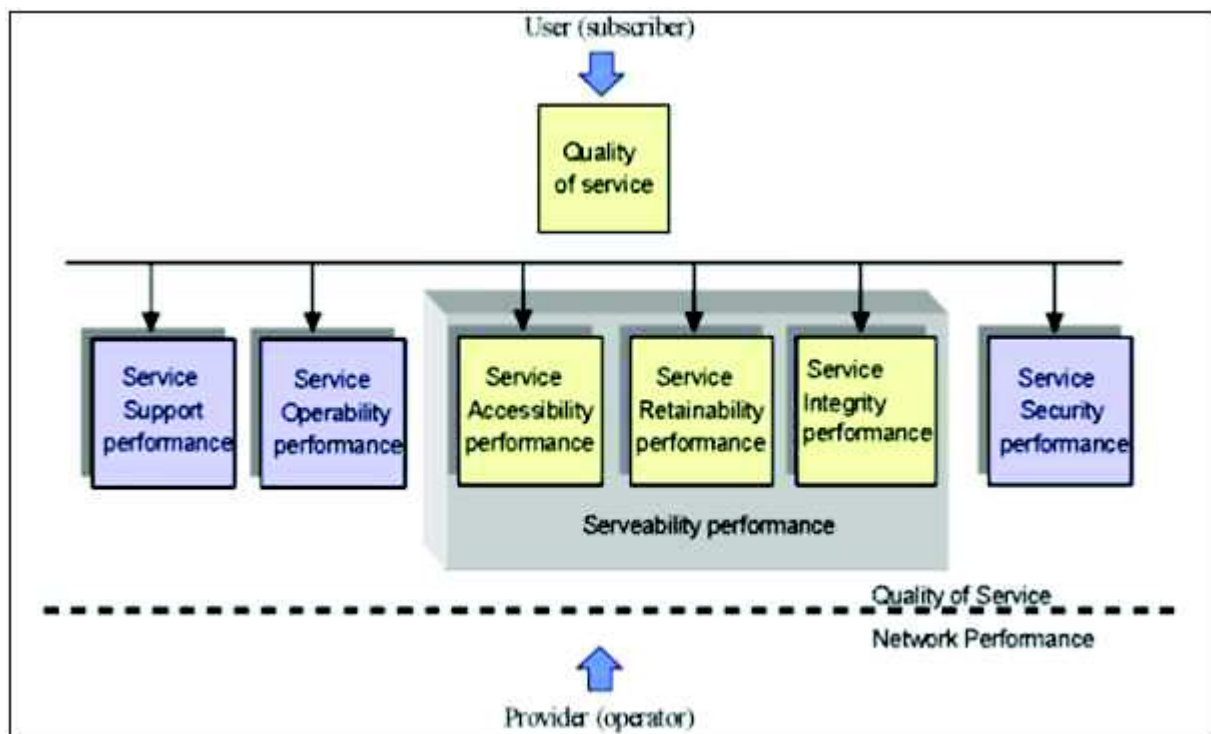 User (subscriber)
Quality
of service
Service
Support
performance
Service
Operability
performance
Service
Accessibility
performance
Service
Retainability
performance
Service
Integrity
performance
Service
Security
performance
Serveability performance
Quality of Service
Network Performance
Provider (operator)